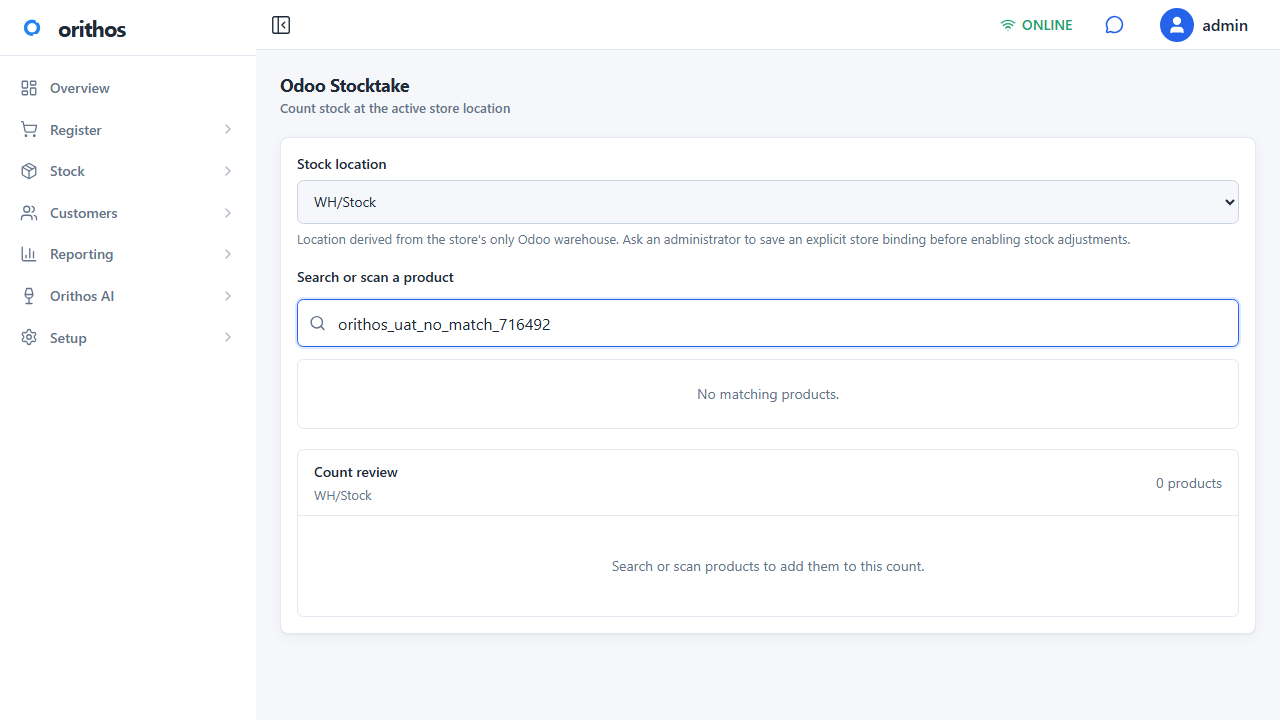 orithos
ONLINE
admin
Overview
Register
Stock
Customers
Reporting
Orithos AI
Setup
Odoo Stocktake
Count stock at the active store location
Stock location
WH/Stock
Location derived from the store's only Odoo warehouse. Ask an administrator to save an explicit store binding before enabling stock adjustments.
Search or scan a product
orithos_uat_no_match_716492
No matching products.
Count review
WH/Stock
0 products
Search or scan products to add them to this count.